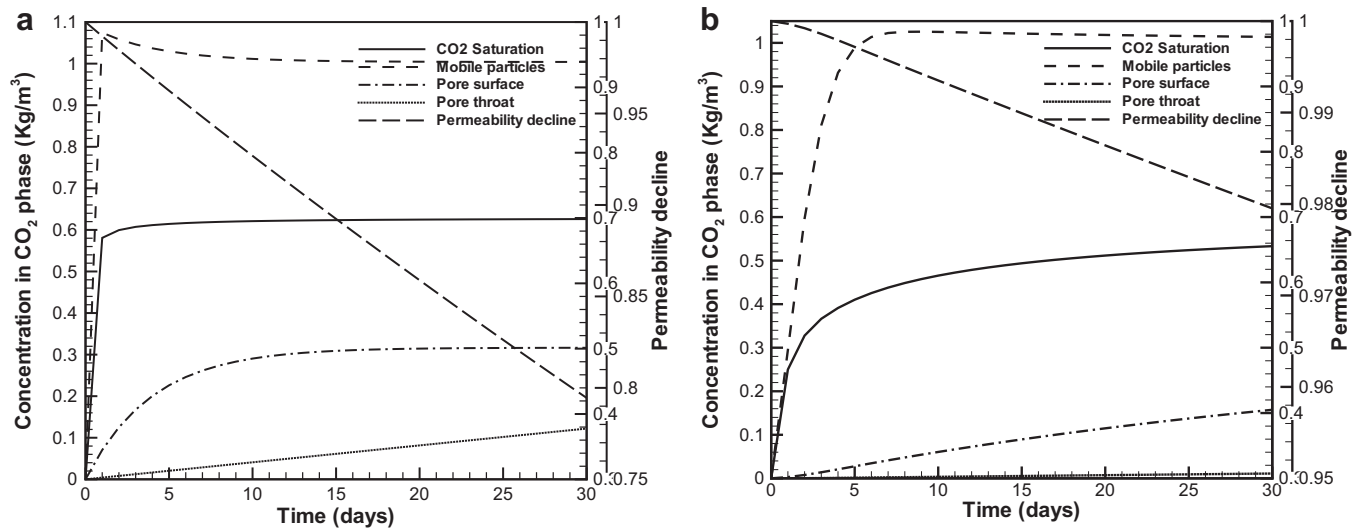 a
Concentration in CO2 phase (Kg/m3)
1.1
1
0.9
0.8
0.7
0.6
0.5
0.4
0.3
0.2
0.1
0
0 5 10 15 20 25 30
Time (days)
CO2 Saturation
Mobile particles
Pore surface
Pore throat
Permeability decline
1
0.9
0.8
0.7
0.6
0.5
0.4
1
0.95
0.9
0.85
0.8
0.75
Permeability decline
b
Concentration in CO2 phase (Kg/m3)
1
0.9
0.8
0.7
0.6
0.5
0.4
0.3
0.2
0.1
0
0 5 10 15 20 25 30
Time (days)
CO2 Saturation
Mobile particles
Pore surface
Pore throat
Permeability decline
1
0.9
0.8
0.7
0.6
0.5
0.4
1
0.99
0.98
0.97
0.96
0.95
Permeability decline